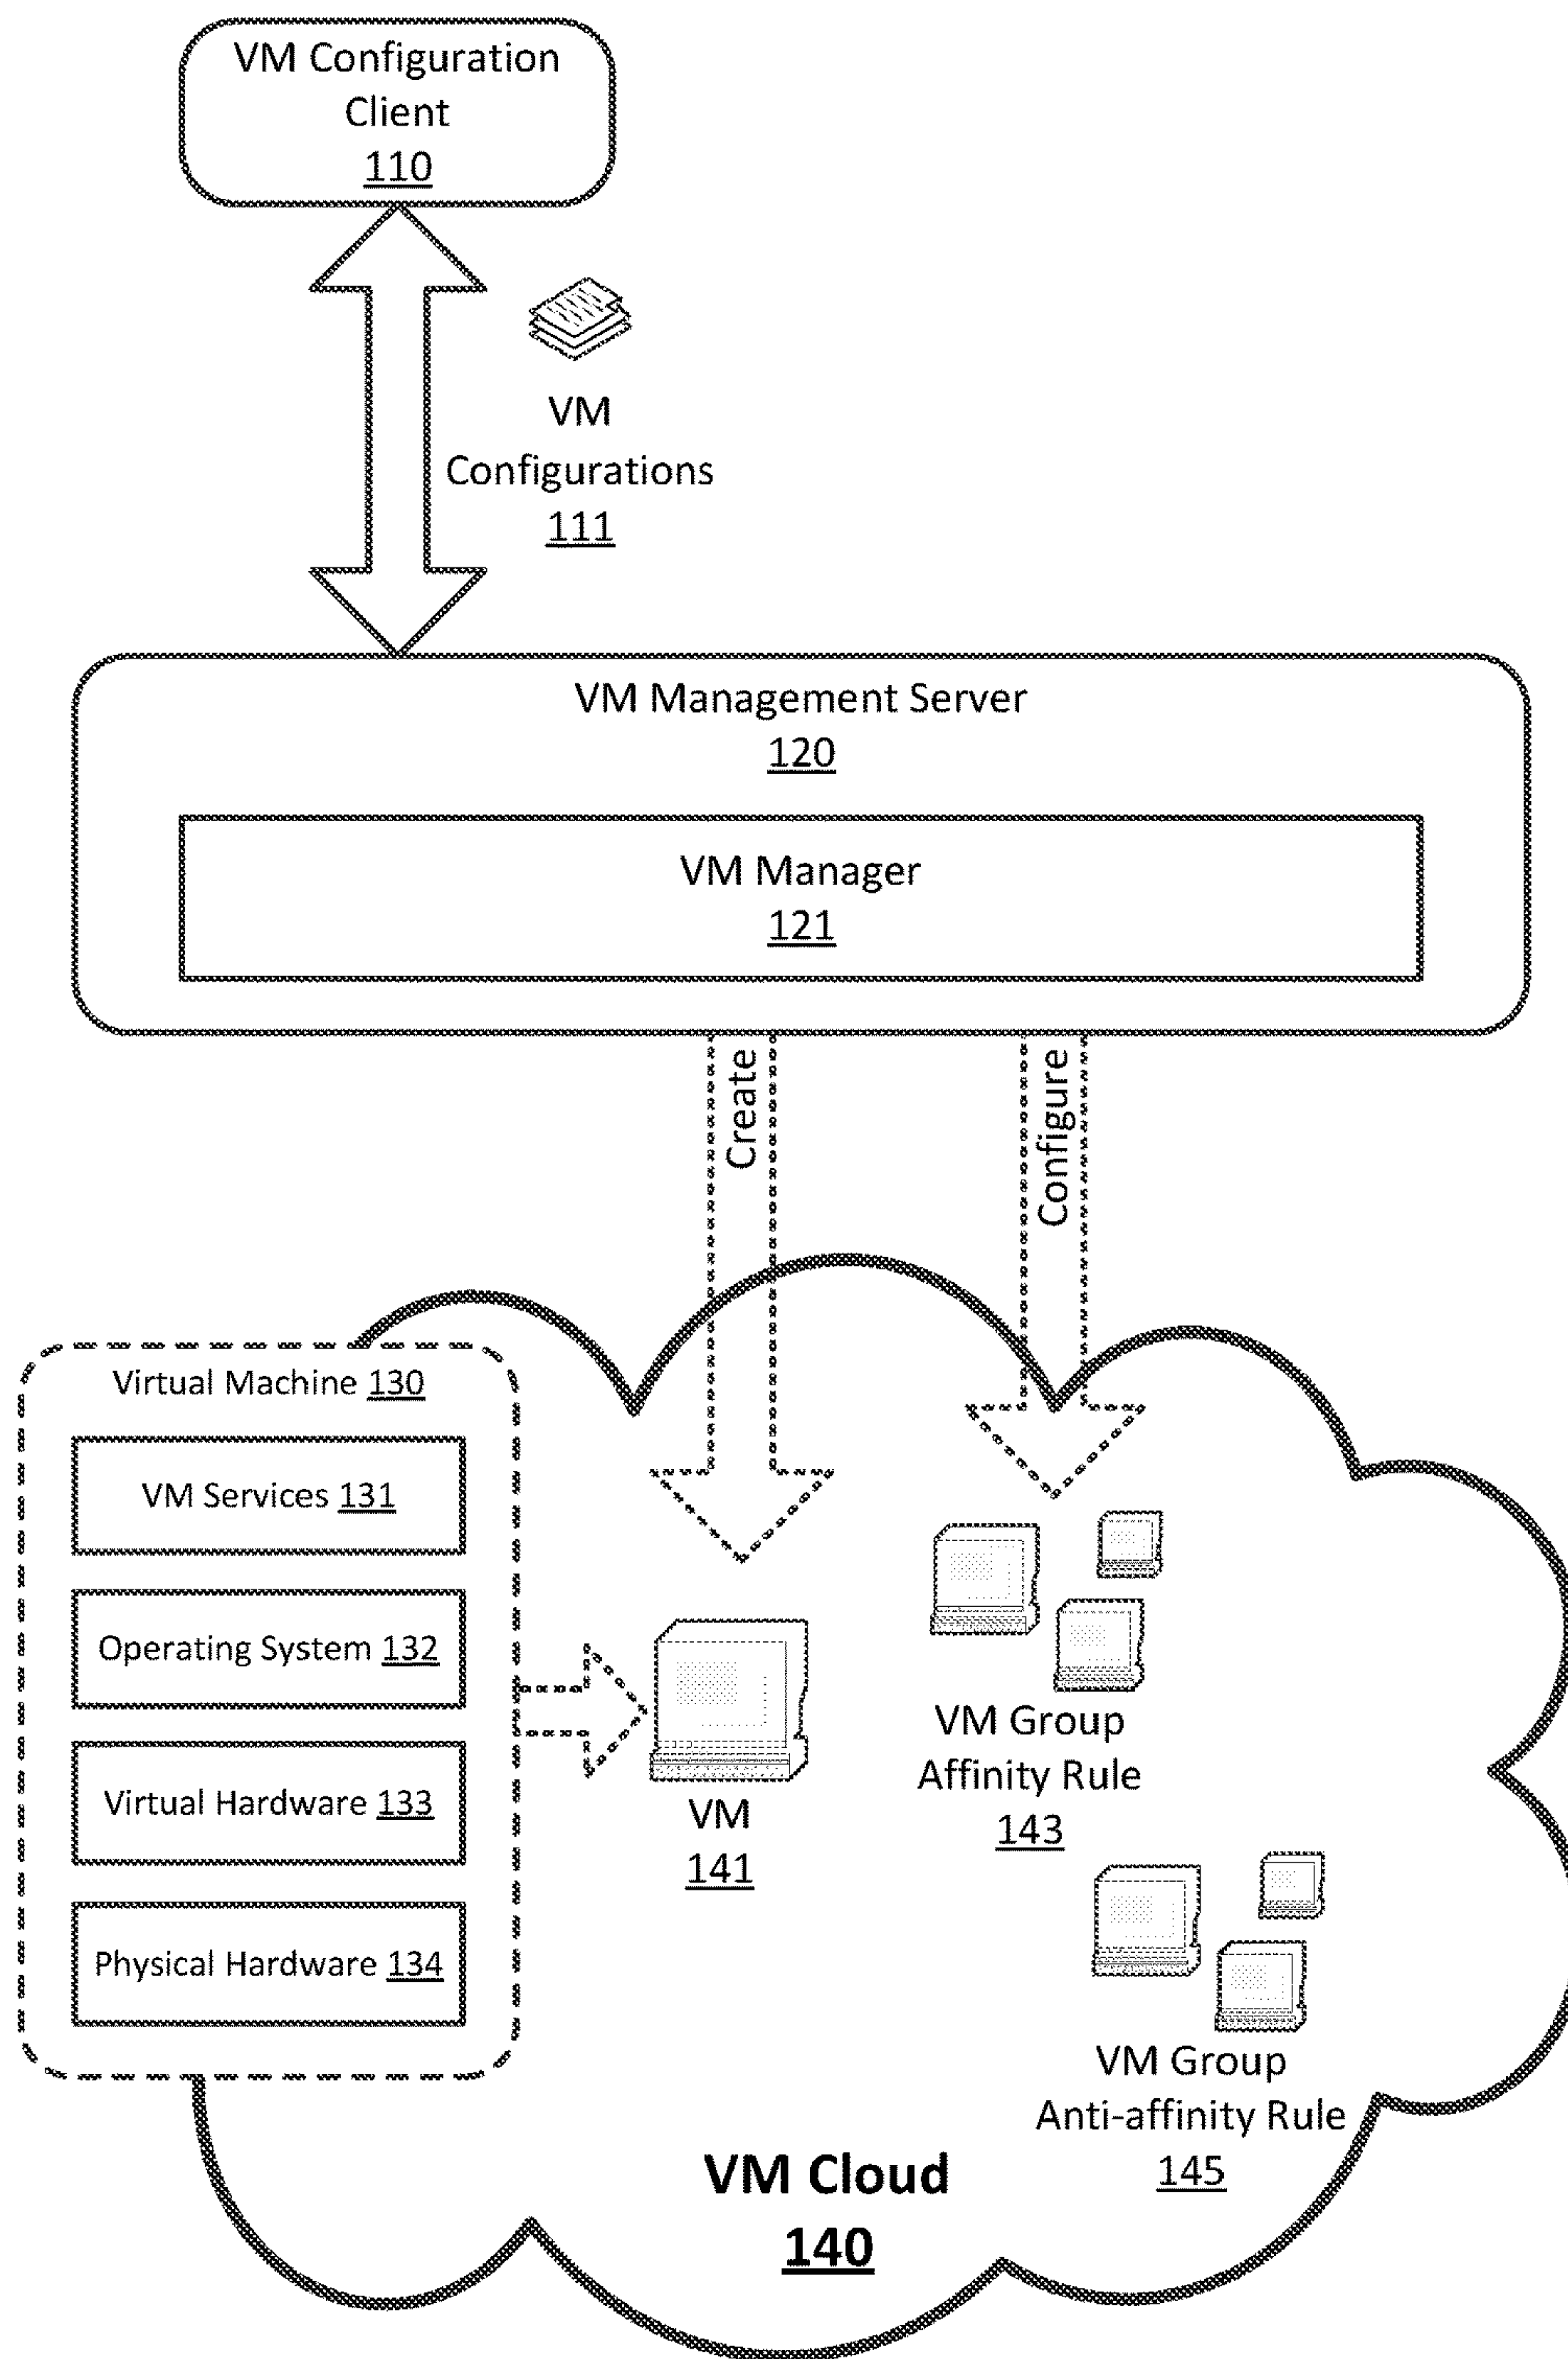 VM Configuration
Client
110
VM
Configurations
111
VM Management Server
120
VM Manager
121
Create
Configure
Virtual Machine 130
VM Services 131
Operating System 132
Virtual Hardware 133
Physical Hardware 134
VM
141
VM Group
Affinity Rule
143
VM Group
Anti-affinity Rule
145
VM Cloud
140